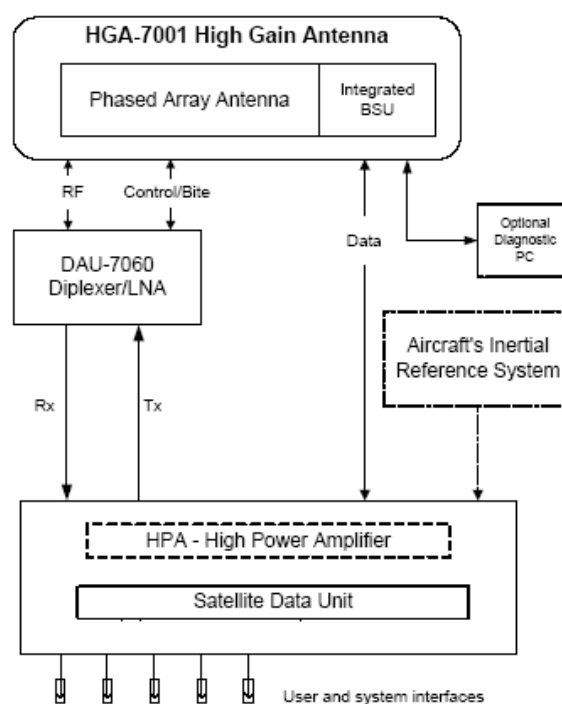 HGA-7001 High Gain Antenna
Phased Array Antenna
Integrated
BSU
RF
Control/Bite
Data
Optional
Diagnostic
PC
DAU-7060
Diplexer/LNA
Aircraft's Inertial
Reference System
Rx
Tx
HPA - High Power Amplifier
Satellite Data Unit
User and system interfaces